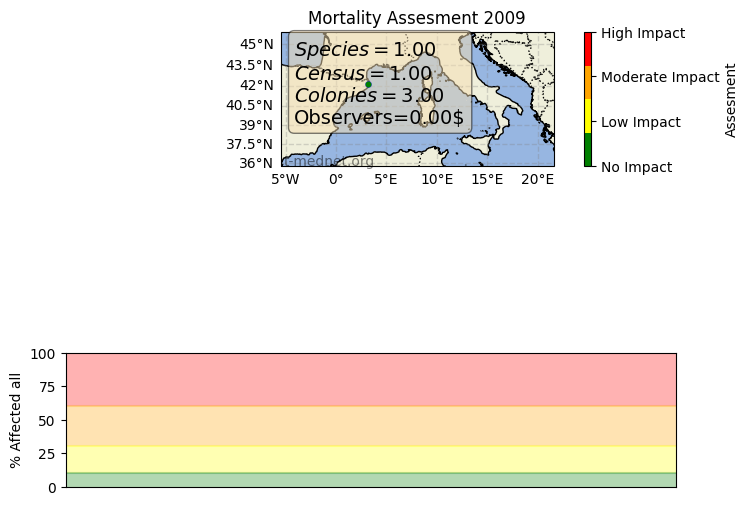 Mortality Assesment 2009
45°N
43.5°N
42°N
40.5°N
39°N
37.5°N
36°N
5°W 0° 5°E 10°E 15°E 20°E
Species = 1.00
Census = 1.00
Colonies = 3.00
Observers=0.00$
t-mednet.org
High Impact
Moderate Impact
Low Impact
No Impact
Assesment
% Affected all
100
75
50
25
0